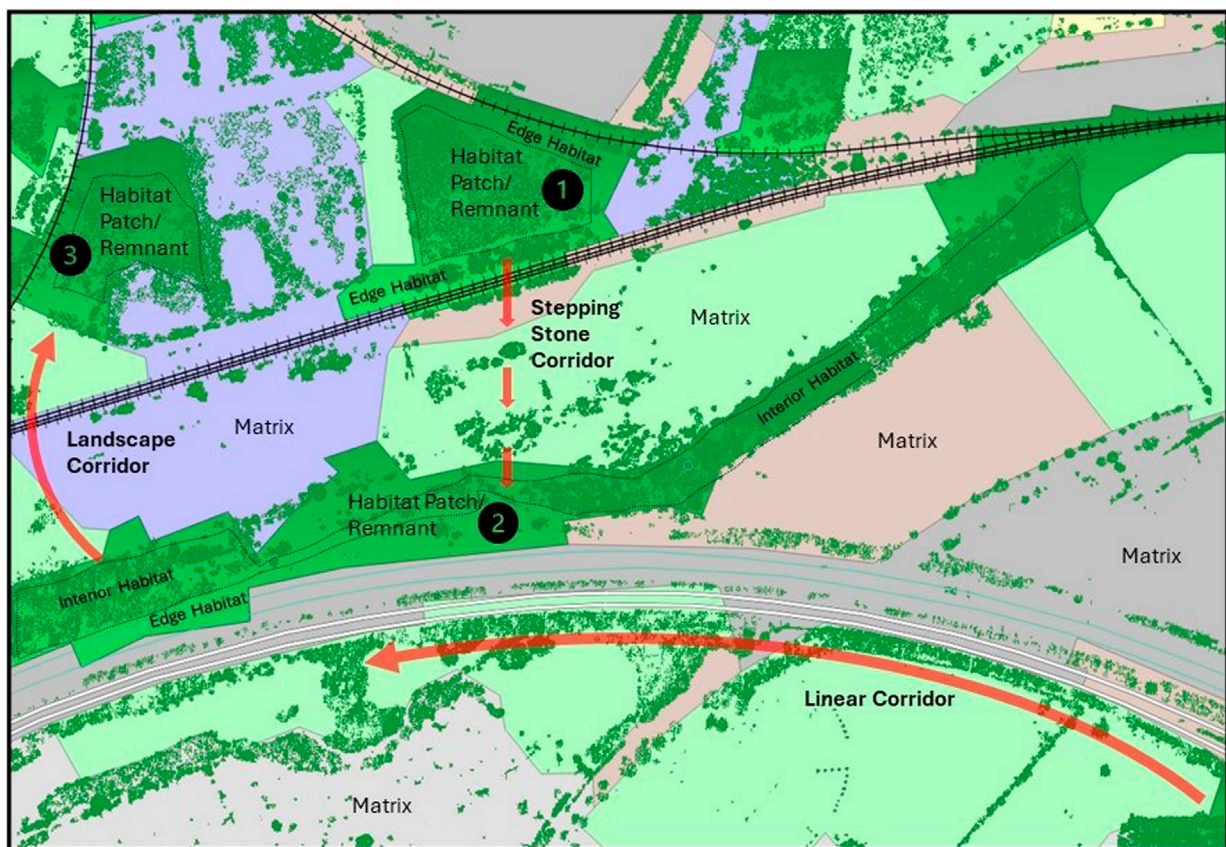 Edge Habitat
Habitat
Patch/
Remnant
1
Habitat
Patch/
Remnant
3
Edge Habitat
Stepping
Stone
Corridor
Matrix
Interior Habitat
Landscape
Corridor
Matrix
Matrix
Habitat Patch/
Remnant
2
Matrix
Interior Habitat
Edge Habitat
Linear Corridor
Matrix